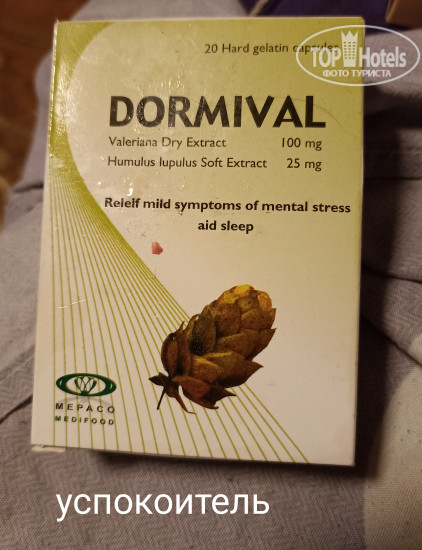 TOP Hotels
ФОТО ТУРИСТА
20 Hard gelatin capsules
DORMIVAL
Valeriana Dry Extract 100 mg
Humulus lupulus Soft Extract 25 mg
Releif mild symptoms of mental stress
aid sleep
MEPACO
MEDIFOOD
успокоитель